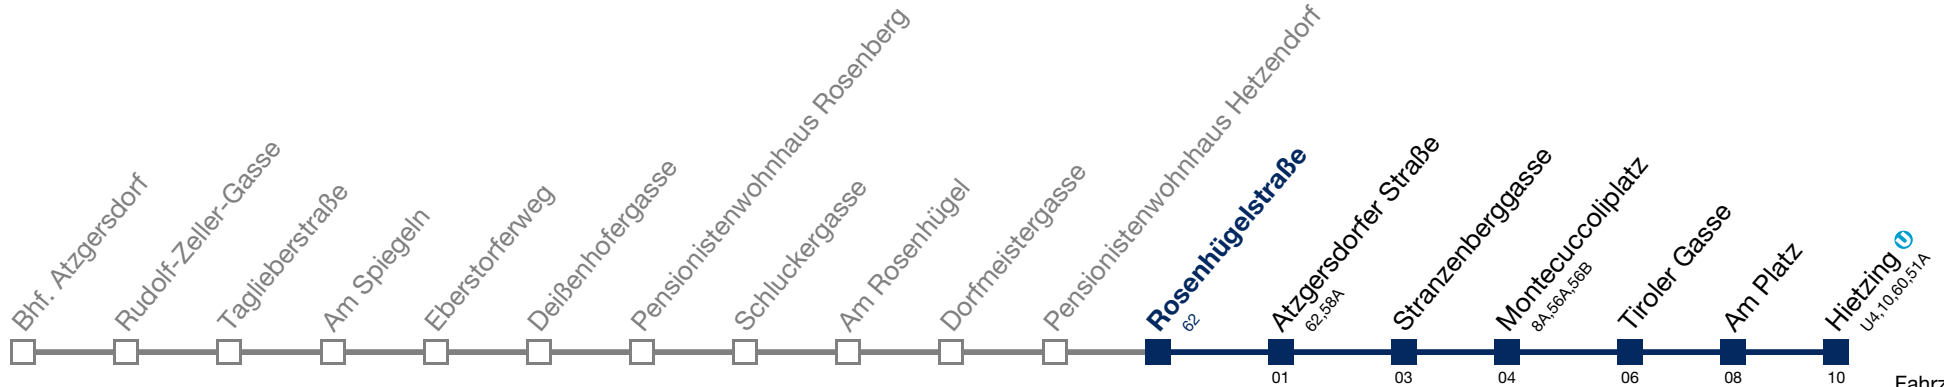 Bhf. Atzgersdorf
Rudolf-Zeller-Gasse
Taglieberstraße
Am Spiegeln
Eberstorferweg
Deißenhofergasse
Pensionistenwohnhaus Rosenberg
Schluckergasse
Am Rosenhügel
Dorfmeistergasse
Pensionistenwohnhaus Hetzendorf
Rosenhügelstraße
62
Atzgersdorfer Straße
62,58A
Stranzenberggasse
Montecuccoliplatz
8A,56A,56B
Tiroler Gasse
Am Platz
Hietzing U
U4,10,60,51A
01 03 04 06 08 10